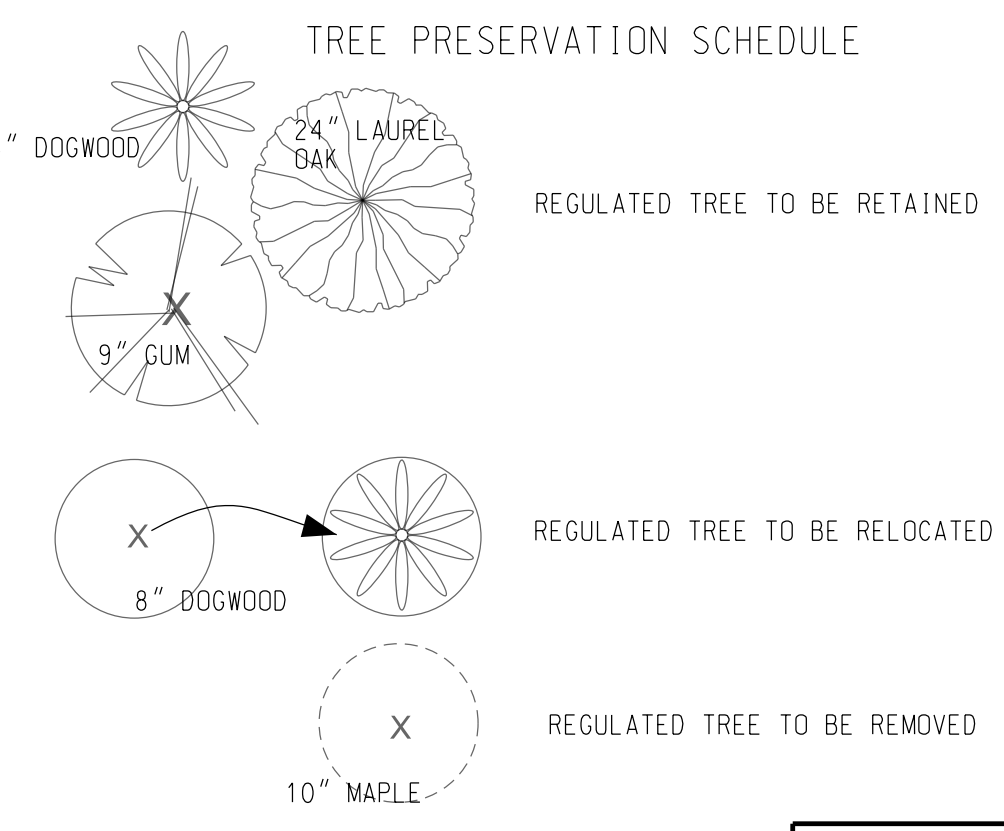 TREE PRESERVATION SCHEDULE
" DOGWOOD
24" LAUREL
OAK
REGULATED TREE TO BE RETAINED
X
9" GUM
X
REGULATED TREE TO BE RELOCATED
8" DOGWOOD
X
REGULATED TREE TO BE REMOVED
10" MAPLE